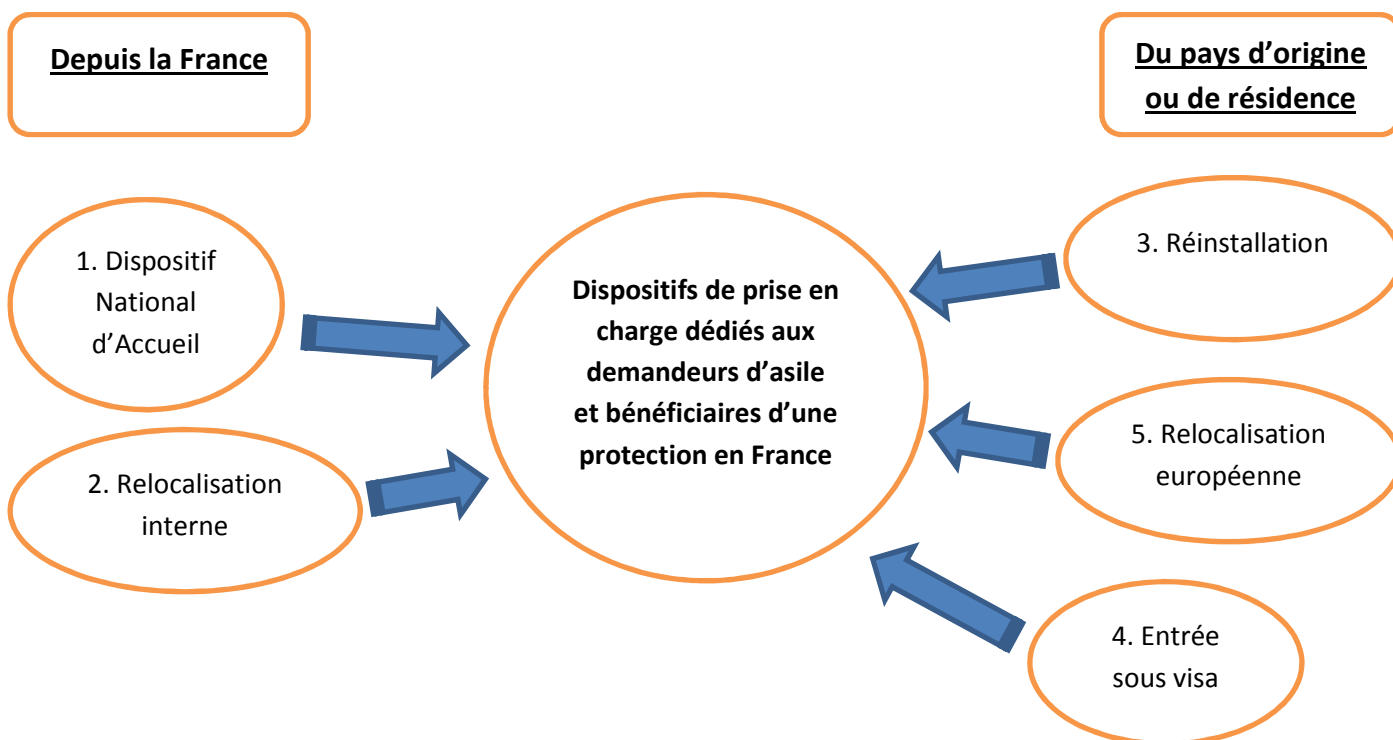 Depuis la France
Du pays d’origine
ou de résidence
1. Dispositif
National
d’Accueil
2. Relocalisation
interne
Dispositifs de prise en
charge dédiés aux
demandeurs d’asile
et bénéficiaires d’une
protection en France
3. Réinstallation
5. Relocalisation
européenne
4. Entrée
sous visa